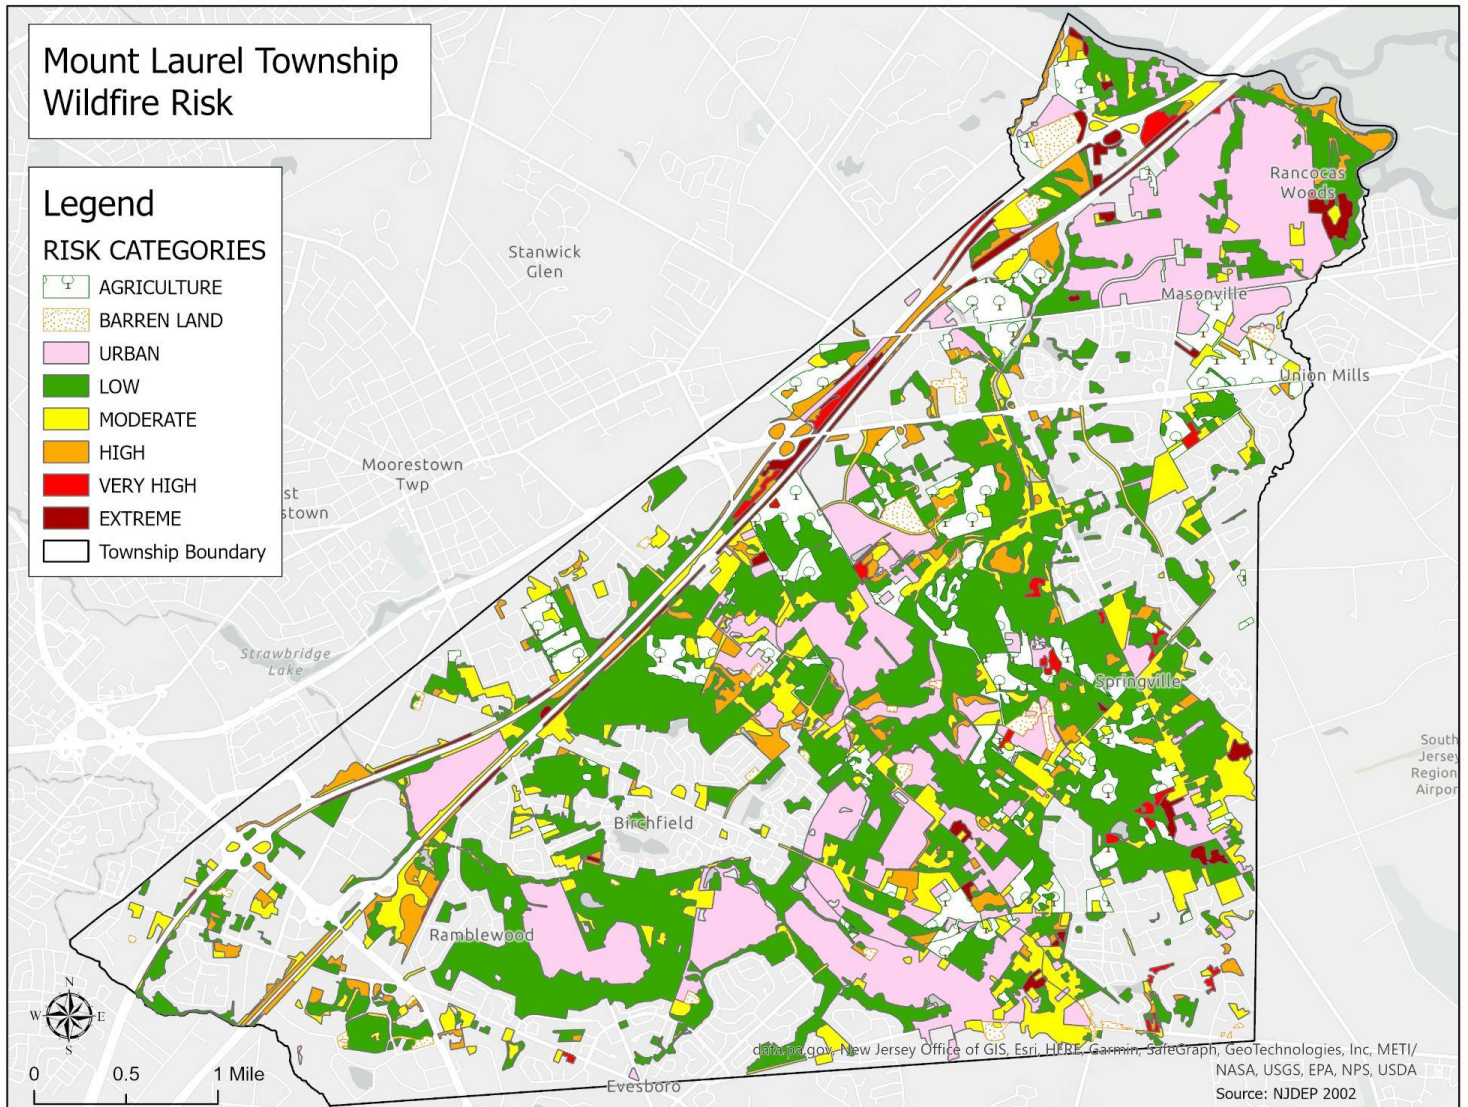 Mount Laurel Township
Wildfire Risk
Legend
RISK CATEGORIES
AGRICULTURE
BARREN LAND
URBAN
LOW
MODERATE
HIGH
VERY HIGH
EXTREME
Township Boundary
Rancocas
Woods
Stanwick
Glen
Masonville
Union Mills
Moorestown
Twp
st
stown
Strawbridge
Lake
Springville
South
Jersey
Region
Airpor
Birchfield
Ramblewood
Evesboro
N
W
E
S
0
0.5
1 Mile
data.pa.gov, New Jersey Office of GIS, Esri, HERE, Garmin, SafeGraph, GeoTechnologies, Inc, METI/
NASA, USGS, EPA, NPS, USDA
Source: NJDEP 2002